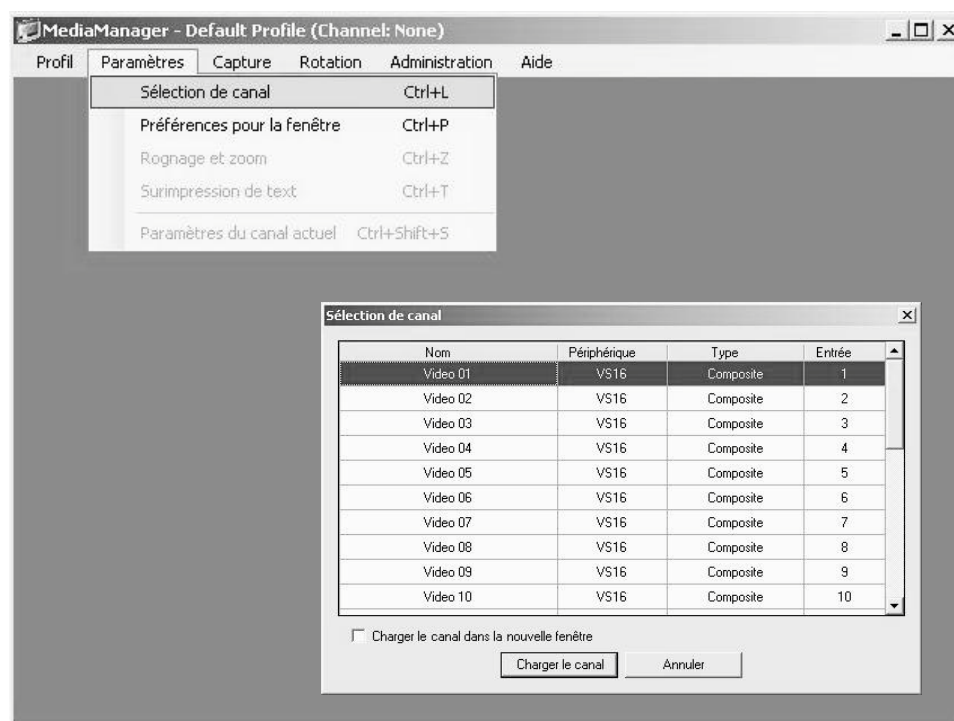 MediaManager - Default Profile (Channel: None)
Profil Paramètres Capture Rotation Administration Aide
Sélection de canal Ctrl+L
Préférences pour la fenêtre Ctrl+P
Rognage et zoom Ctrl+Z
Surimpression de text Ctrl+T
Paramètres du canal actuel Ctrl+Shift+S
Sélection de canal
Nom Périphérique Type Entrée
Video 01 VS16 Composite 1
Video 02 VS16 Composite 2
Video 03 VS16 Composite 3
Video 04 VS16 Composite 4
Video 05 VS16 Composite 5
Video 06 VS16 Composite 6
Video 07 VS16 Composite 7
Video 08 VS16 Composite 8
Video 09 VS16 Composite 9
Video 10 VS16 Composite 10
Charger le canal dans la nouvelle fenêtre
Charger le canal Annuler